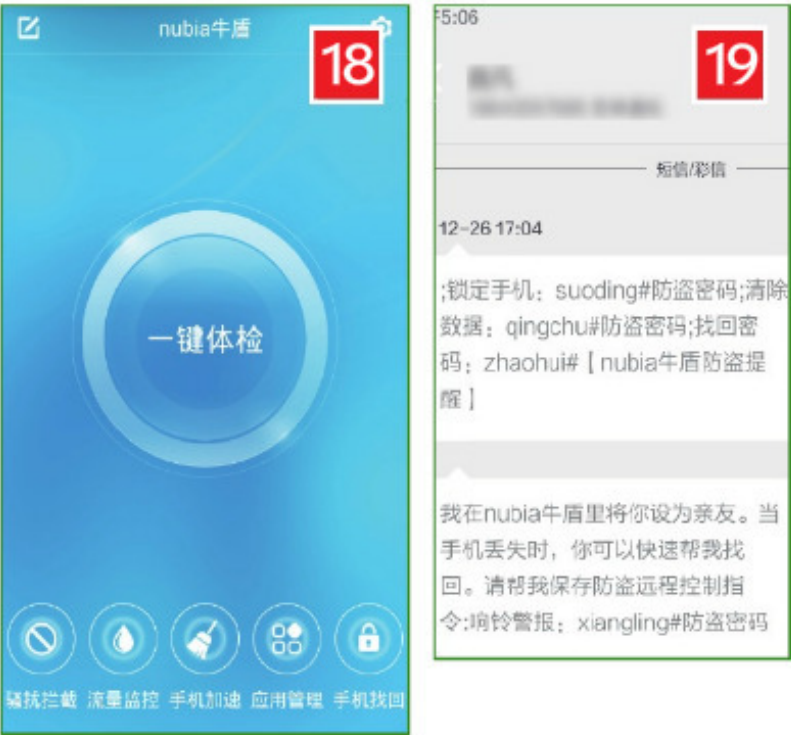 nubia牛盾
18
一键体检
骚扰拦截 流量监控 手机加速 应用管理 手机找回
5:06
19
短信/彩信
12-26 17:04
;锁定手机：suoding#防盗密码;清除
数据：qingchu#防盗密码;找回密
码：zhaohui#【nubia牛盾防盗提
醒】
我在nubia牛盾里将你设为亲友。当
手机丢失时，你可以快速帮我找
回。请帮我保存防盗远程控制指
令:响铃警报：xiangling#防盗密码